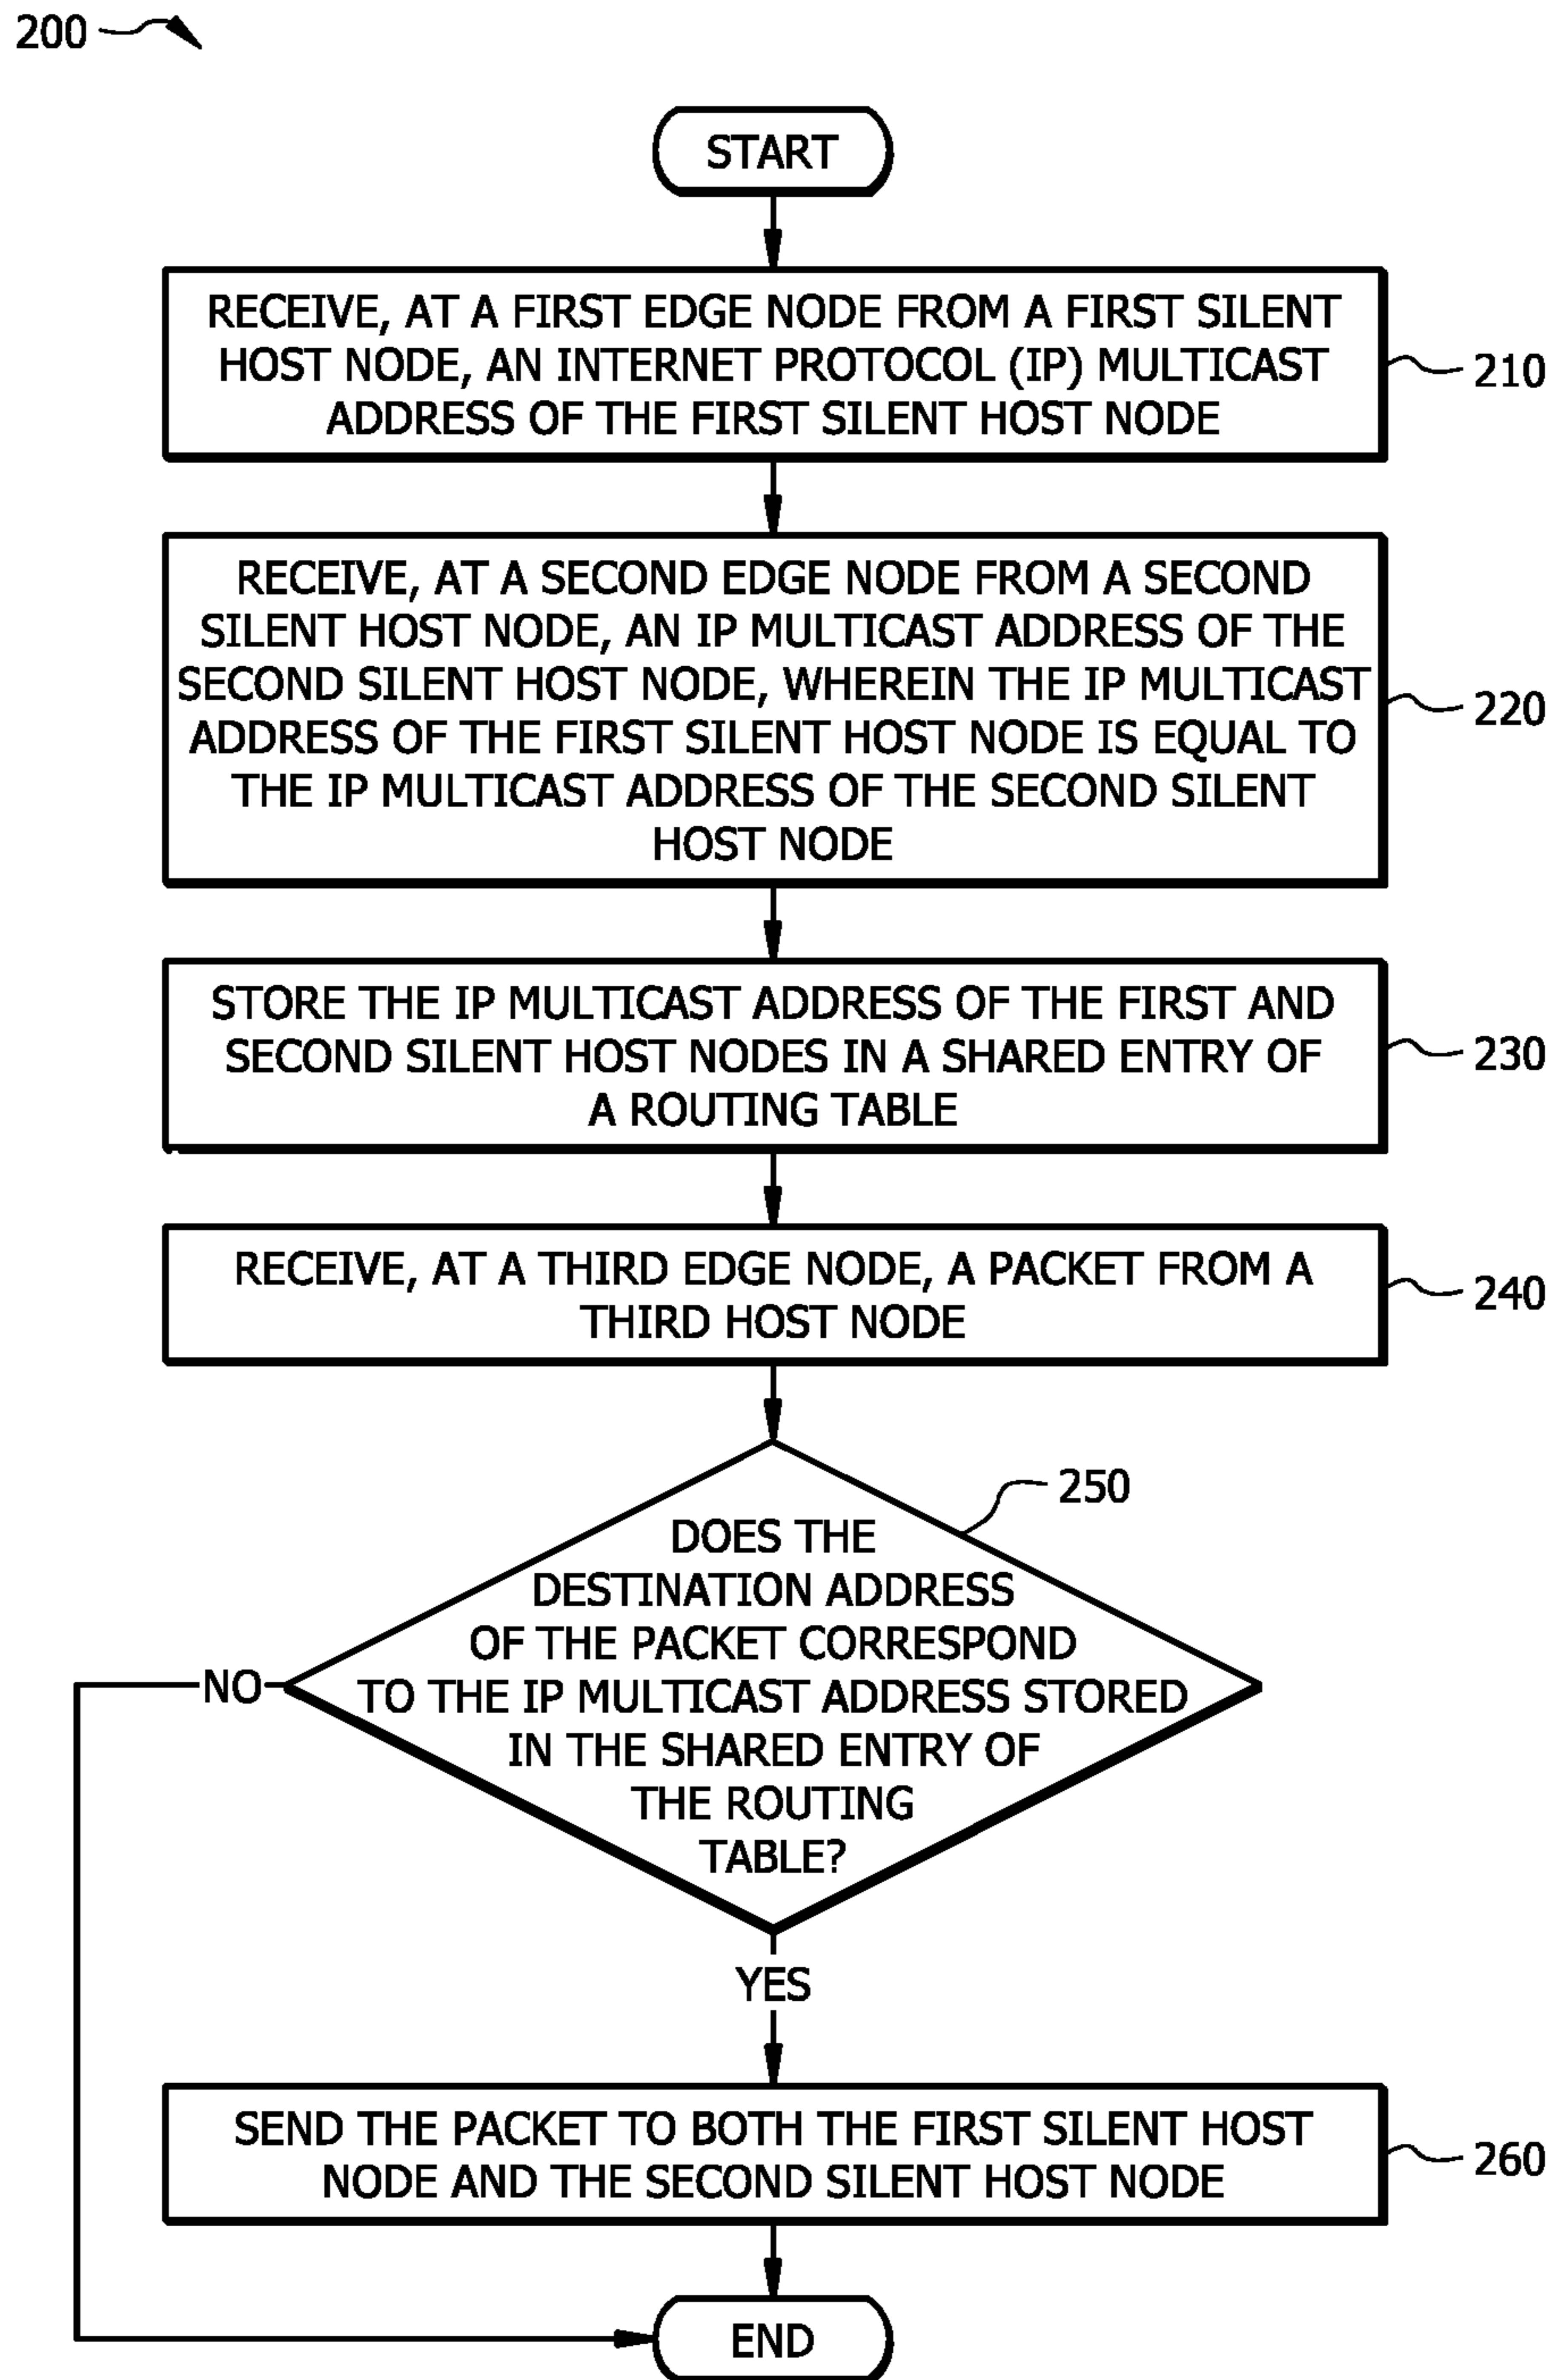 200
START
RECEIVE, AT A FIRST EDGE NODE FROM A FIRST SILENT
HOST NODE, AN INTERNET PROTOCOL (IP) MULTICAST
ADDRESS OF THE FIRST SILENT HOST NODE
210
RECEIVE, AT A SECOND EDGE NODE FROM A SECOND
SILENT HOST NODE, AN IP MULTICAST ADDRESS OF THE
SECOND SILENT HOST NODE, WHEREIN THE IP MULTICAST
ADDRESS OF THE FIRST SILENT HOST NODE IS EQUAL TO
THE IP MULTICAST ADDRESS OF THE SECOND SILENT
HOST NODE
220
STORE THE IP MULTICAST ADDRESS OF THE FIRST AND
SECOND SILENT HOST NODES IN A SHARED ENTRY OF
A ROUTING TABLE
230
RECEIVE, AT A THIRD EDGE NODE, A PACKET FROM A
THIRD HOST NODE
240
250
DOES THE
DESTINATION ADDRESS
OF THE PACKET CORRESPOND
TO THE IP MULTICAST ADDRESS STORED
IN THE SHARED ENTRY OF
THE ROUTING
TABLE?
NO
YES
SEND THE PACKET TO BOTH THE FIRST SILENT HOST
NODE AND THE SECOND SILENT HOST NODE
260
END